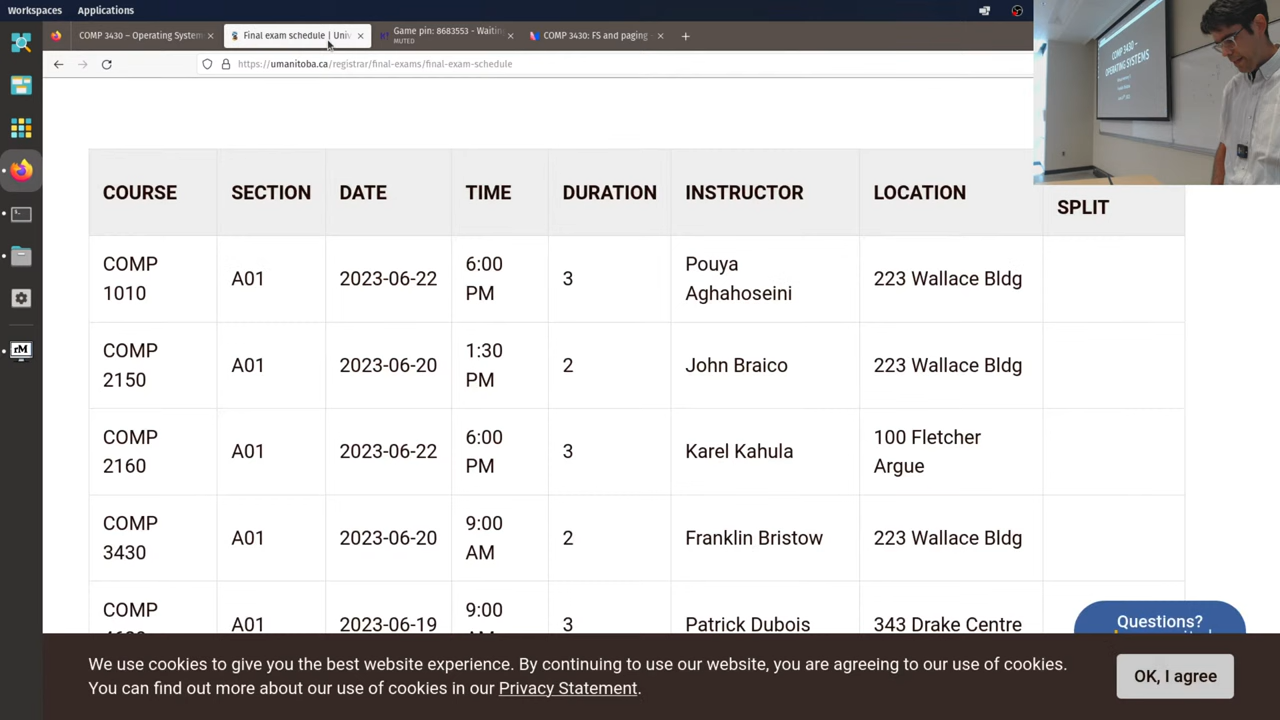 Workspaces Applications
COMP 3430 – Operating System
Final exam schedule | Univ
Game pin: 8683553 - Waitin
MUTED
COMP 3430: FS and paging
https://umanitoba.ca/registrar/final-exams/final-exam-schedule
COMP 3430 –
OPERATING SYSTEMS
COURSE SECTION DATE TIME DURATION INSTRUCTOR LOCATION SPLIT
COMP 1010 A01 2023-06-22 6:00 PM 3 Pouya Aghahoseini 223 Wallace Bldg
COMP 2150 A01 2023-06-20 1:30 PM 2 John Braico 223 Wallace Bldg
COMP 2160 A01 2023-06-22 6:00 PM 3 Karel Kahula 100 Fletcher Argue
COMP 3430 A01 2023-06-20 9:00 AM 2 Franklin Bristow 223 Wallace Bldg
COMP A01 2023-06-19 9:00 3 Patrick Dubois 343 Drake Centre
Questions?
We use cookies to give you the best website experience. By continuing to use our website, you are agreeing to our use of cookies.
You can find out more about our use of cookies in our Privacy Statement.
OK, I agree
rM